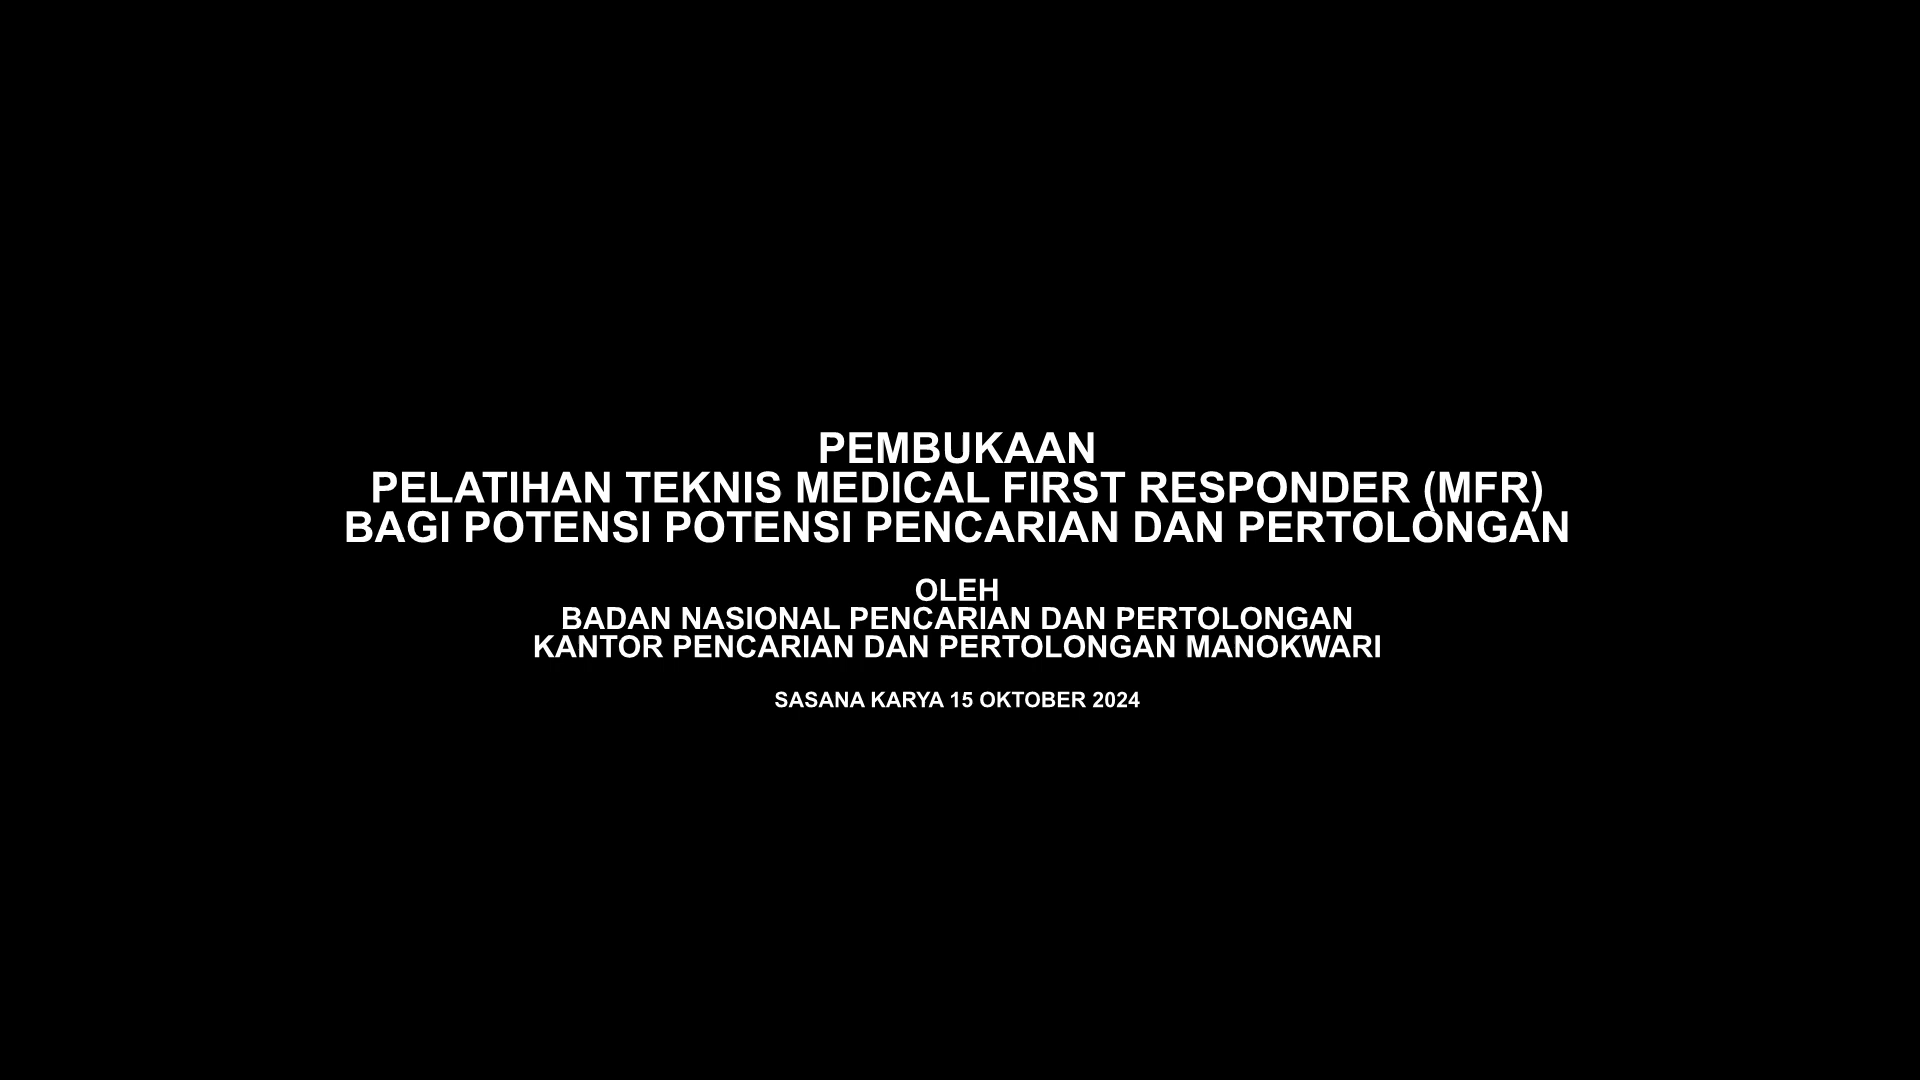 PEMBUKAAN
PELATIHAN TEKNIS MEDICAL FIRST RESPONDER (MFR)
BAGI POTENSI POTENSI PENCARIAN DAN PERTOLONGAN
OLEH
BADAN NASIONAL PENCARIAN DAN PERTOLONGAN
KANTOR PENCARIAN DAN PERTOLONGAN MANOKWARI
SASANA KARYA 15 OKTOBER 2024